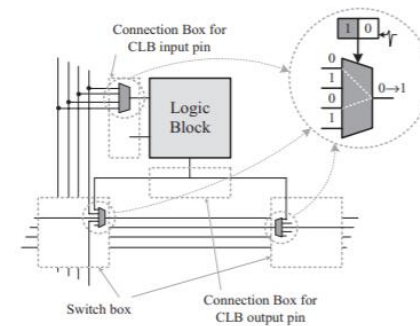 Connection Box for
CLB input pin
1 0
Logic
Block
0
1
0
1
0→1
Switch box
Connection Box for
CLB output pin